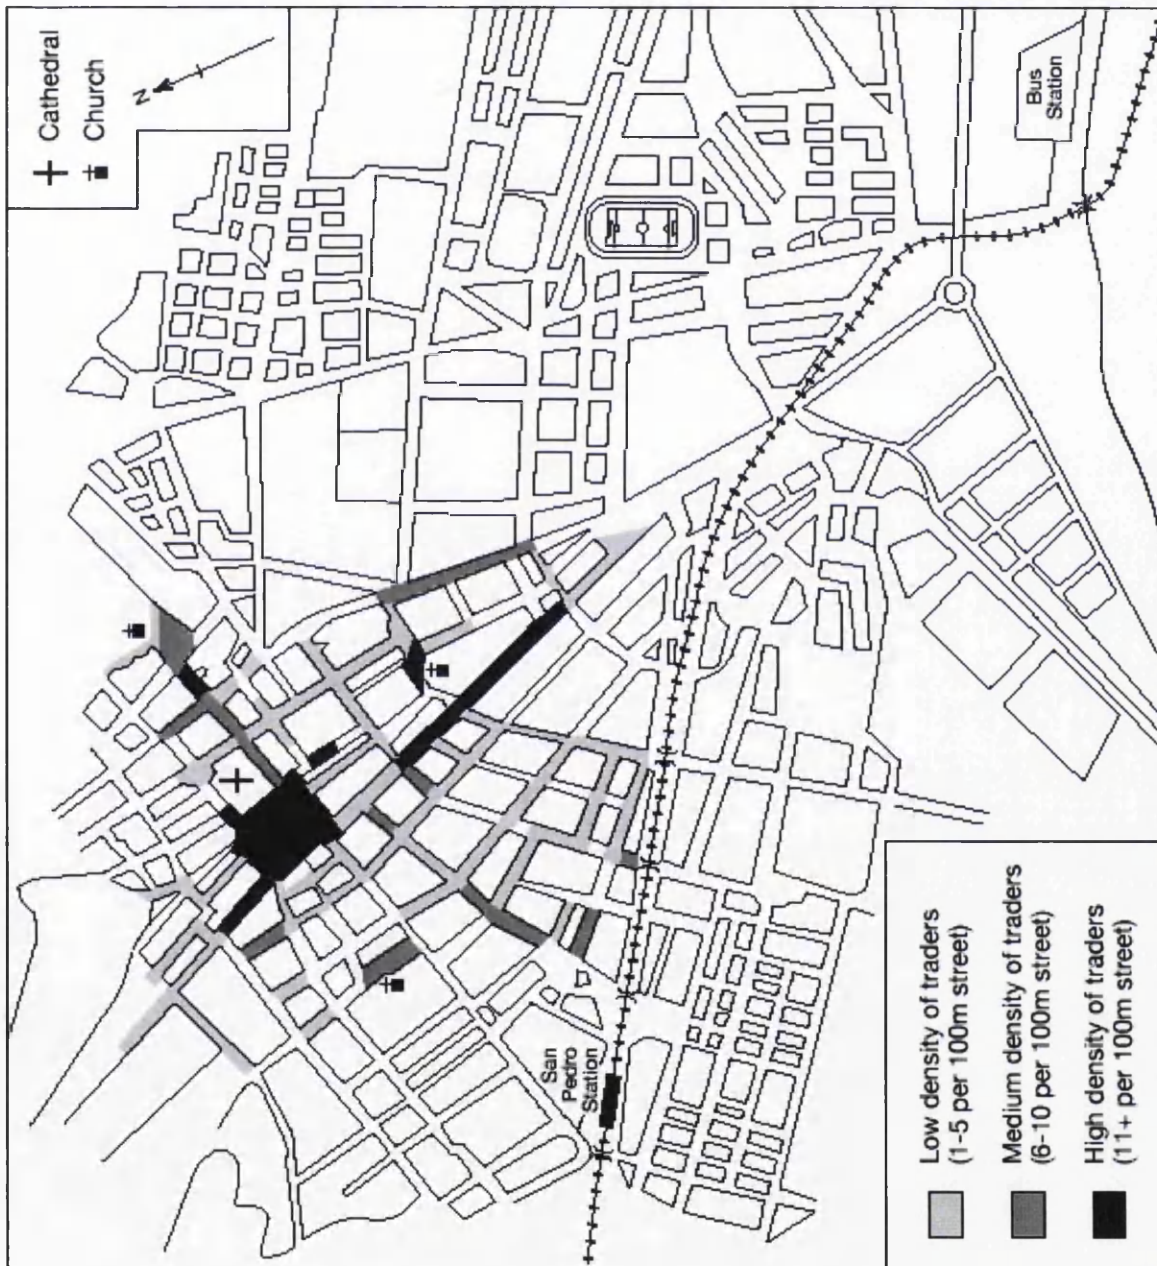 Cathedral
Church
N
Bus
Station
San
Pedro
Station
Low density of traders
(1-5 per 100m street)
Medium density of traders
(6-10 per 100m street)
High density of traders
(11+ per 100m street)